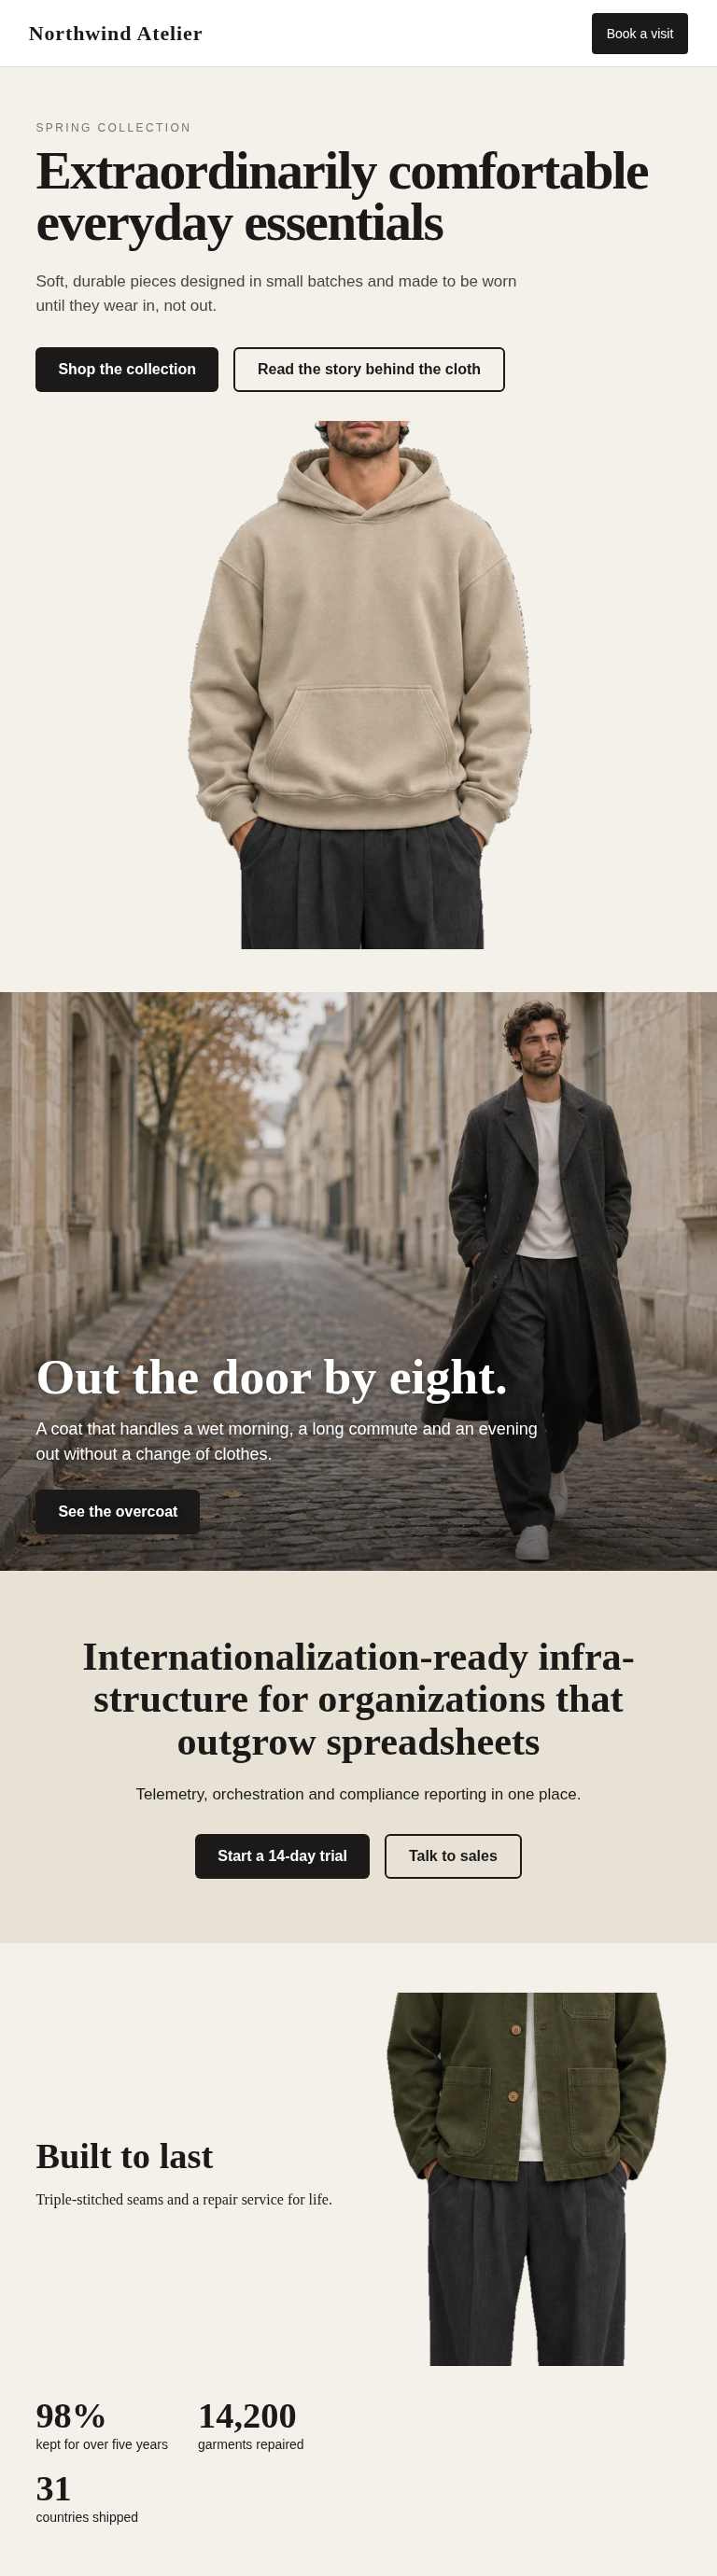 Northwind Atelier
Book a visit
SPRING COLLECTION
Extraordinarily comfortable
everyday essentials
Soft, durable pieces designed in small batches and made to be worn
until they wear in, not out.
Shop the collection
Read the story behind the cloth
Out the door by eight.
A coat that handles a wet morning, a long commute and an evening
out without a change of clothes.
See the overcoat
Internationalization-ready infra-
structure for organizations that
outgrow spreadsheets
Telemetry, orchestration and compliance reporting in one place.
Start a 14-day trial
Talk to sales
Built to last
Triple-stitched seams and a repair service for life.
98%
kept for over five years
14,200
garments repaired
31
countries shipped